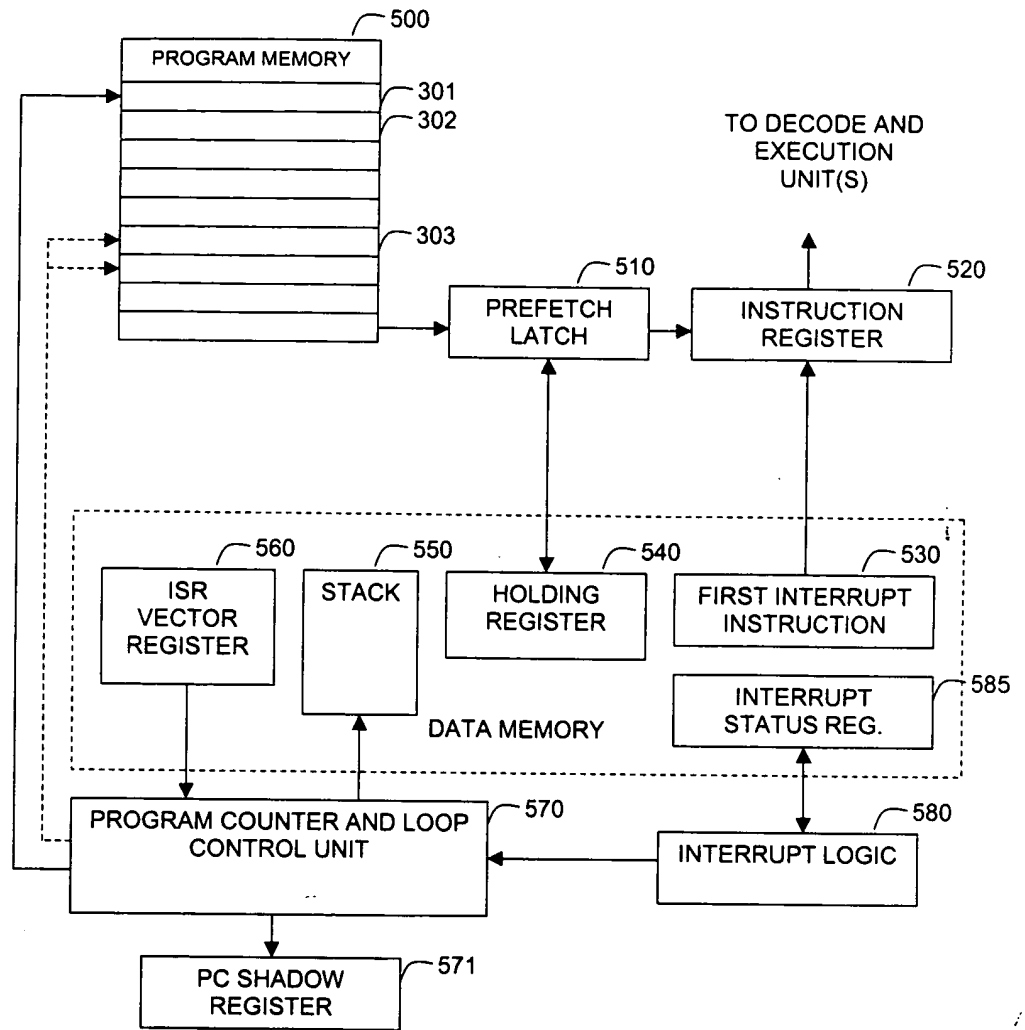 500
PROGRAM MEMORY
301
302
303
TO DECODE AND
EXECUTION
UNIT(S)
510
PREFETCH
LATCH
520
INSTRUCTION
REGISTER
560
ISR
VECTOR
REGISTER
550
STACK
540
HOLDING
REGISTER
530
FIRST INTERRUPT
INSTRUCTION
585
INTERRUPT
STATUS REG.
DATA MEMORY
570
PROGRAM COUNTER AND LOOP
CONTROL UNIT
580
INTERRUPT LOGIC
571
PC SHADOW
REGISTER